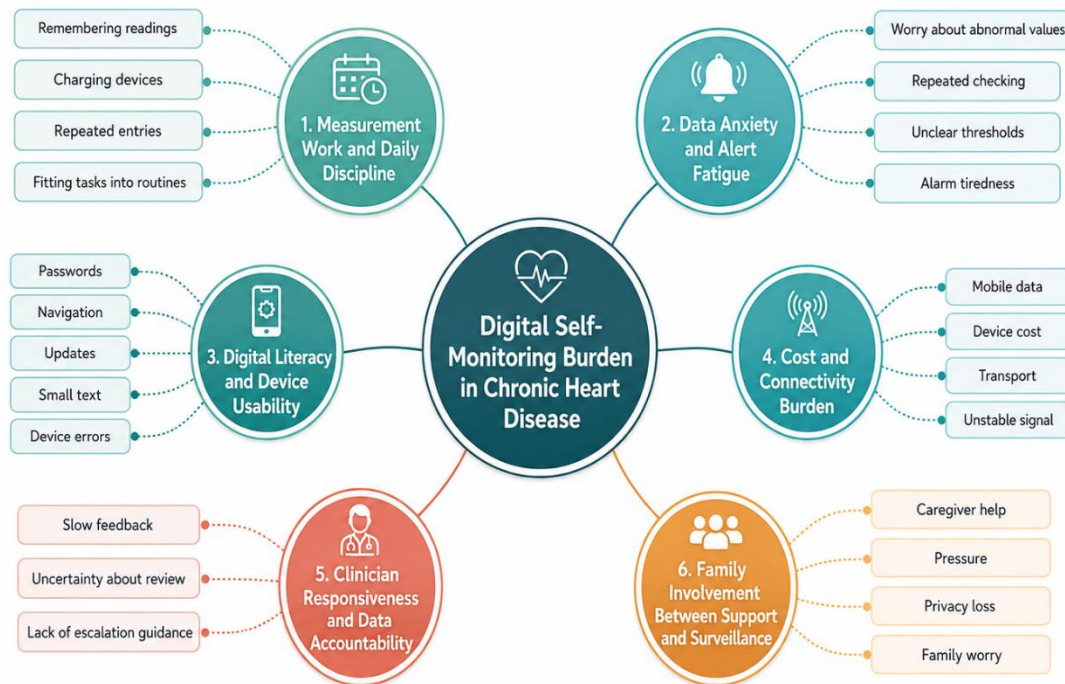 Remembering readings
Charging devices
Repeated entries
Fitting tasks into routines
1. Measurement
Work and Daily
Discipline
2. Data Anxiety
and Alert
Fatigue
Worry about abnormal values
Repeated checking
Unclear thresholds
Alarm tiredness
Passwords
Navigation
Updates
Small text
Device errors
3. Digital Literacy
and Device
Usability
Digital Self-
Monitoring Burden
in Chronic Heart
Disease
4. Cost and
Connectivity
Burden
Mobile data
Device cost
Transport
Unstable signal
Slow feedback
Uncertainty about review
Lack of escalation guidance
5. Clinician
Responsiveness
and Data
Accountability
6. Family
Involvement
Between Support
and Surveillance
Caregiver help
Pressure
Privacy loss
Family worry